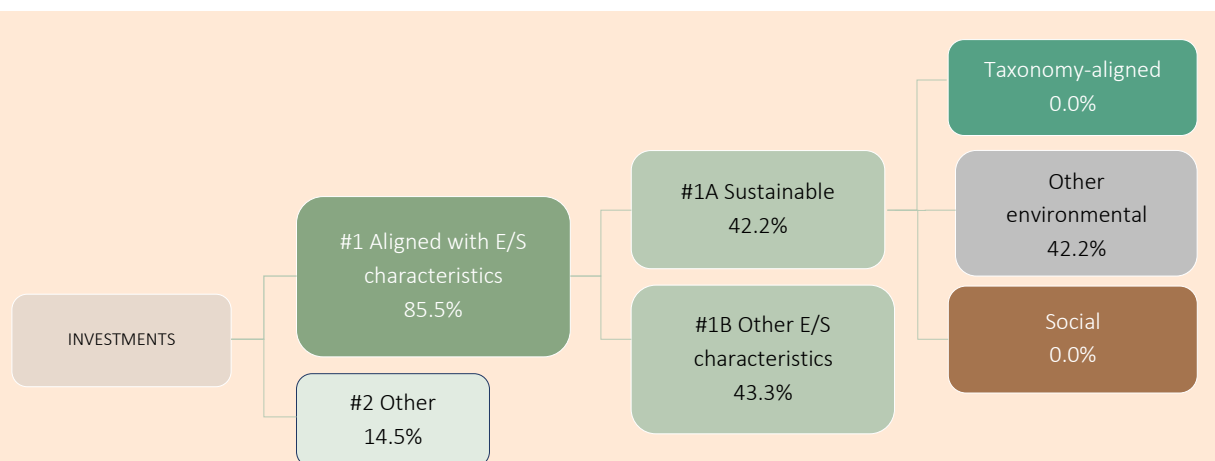 INVESTMENTS
#1 Aligned with E/S
characteristics
85.5%
#2 Other
14.5%
#1A Sustainable
42.2%
#1B Other E/S
characteristics
43.3%
Taxonomy-aligned
0.0%
Other
environmental
42.2%
Social
0.0%